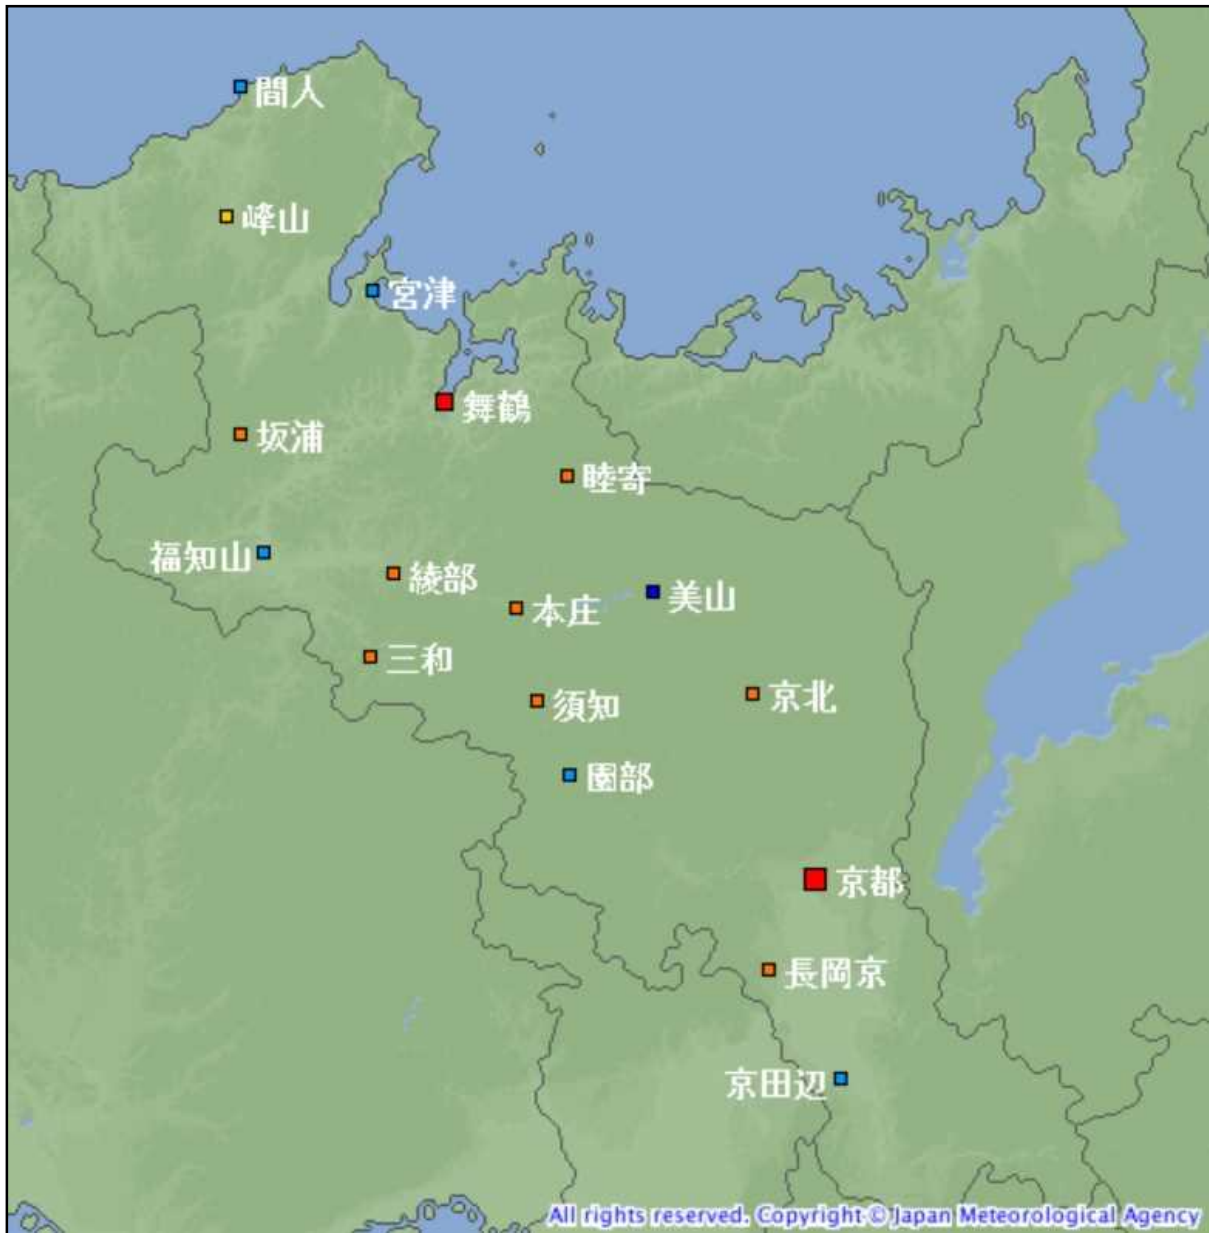 間人
峰山
宮津
舞鶴
坂浦
睦寄
福知山
綾部
本庄
美山
三和
須知
京北
園部
京都
長岡京
京田辺
All rights reserved. Copyright © Japan Meteorological Agency